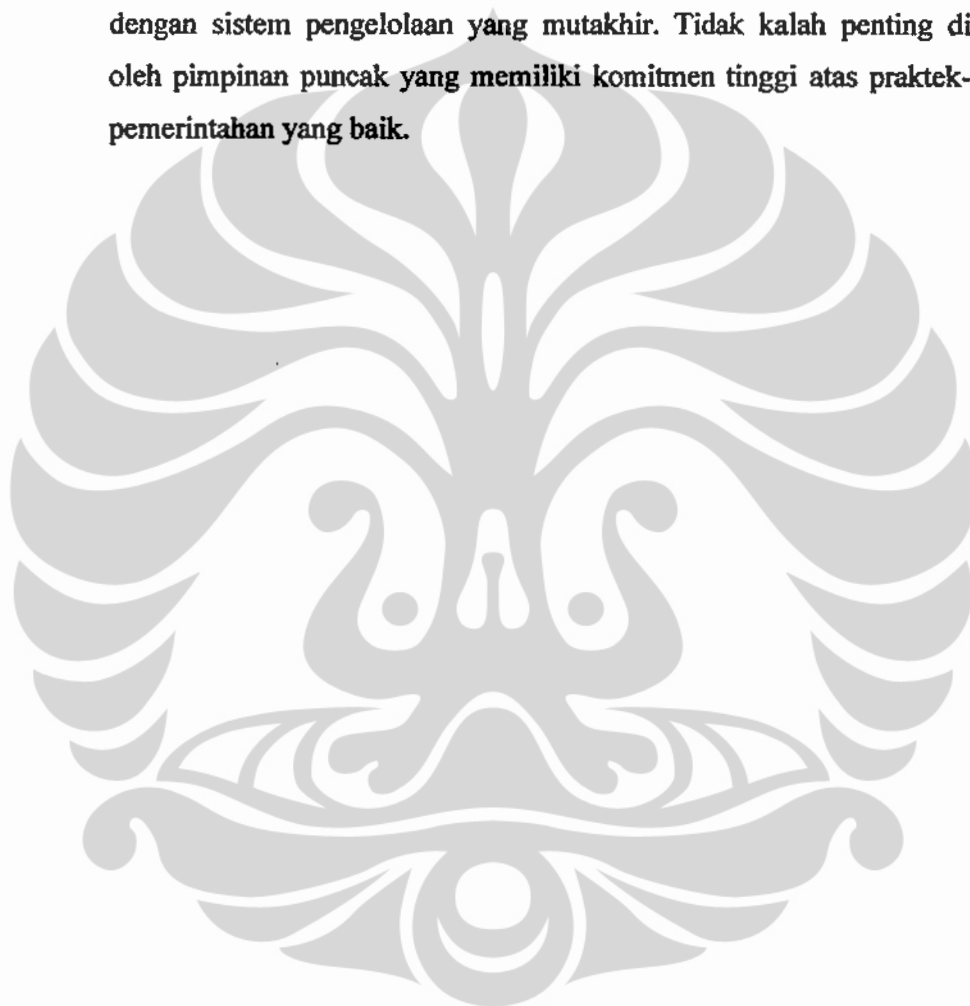 dengan sistem pengelolaan yang mutakhir. Tidak kalah penting di
oleh pimpinan puncak yang memiliki komitmen tinggi atas praktek-
pemerintahan yang baik.